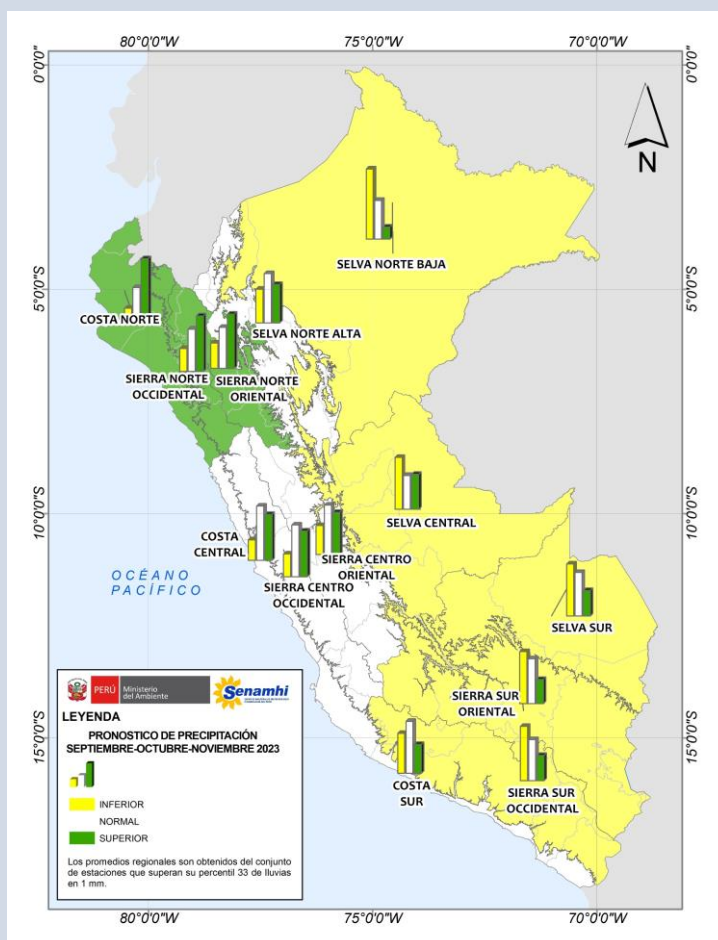 80°0'0"W
75°0'0"W
70°0'0"W
0°0'0"
0°0'0"
N
SELVA NORTE BAJA
5°0'0"S
5°0'0"S
COSTA NORTE
SELVA NORTE ALTA
SIERRA NORTE
OCCIDENTAL
SIERRA NORTE
ORIENTAL
10°0'0"S
10°0'0"S
SELVA CENTRAL
COSTA
CENTRAL
SIERRA CENTRO
ORIENTAL
SIERRA CENTRO
OCCIDENTAL
OCÉANO
PACÍFICO
SELVA SUR
SIERRA SUR
ORIENTAL
15°0'0"S
15°0'0"S
COSTA
SUR
SIERRA SUR
OCCIDENTAL
PERÚ
Ministerio
del Ambiente
Senamhi
LEYENDA
PRONOSTICO DE PRECIPITACIÓN
SEPTIEMBRE-OCTUBRE-NOVIEMBRE 2023
INFERIOR
NORMAL
SUPERIOR
Los promedios regionales son obtenidos del conjunto
de estaciones que superan su percentil 33 de lluvias
en 1 mm.
80°0'0"W
75°0'0"W
70°0'0"W